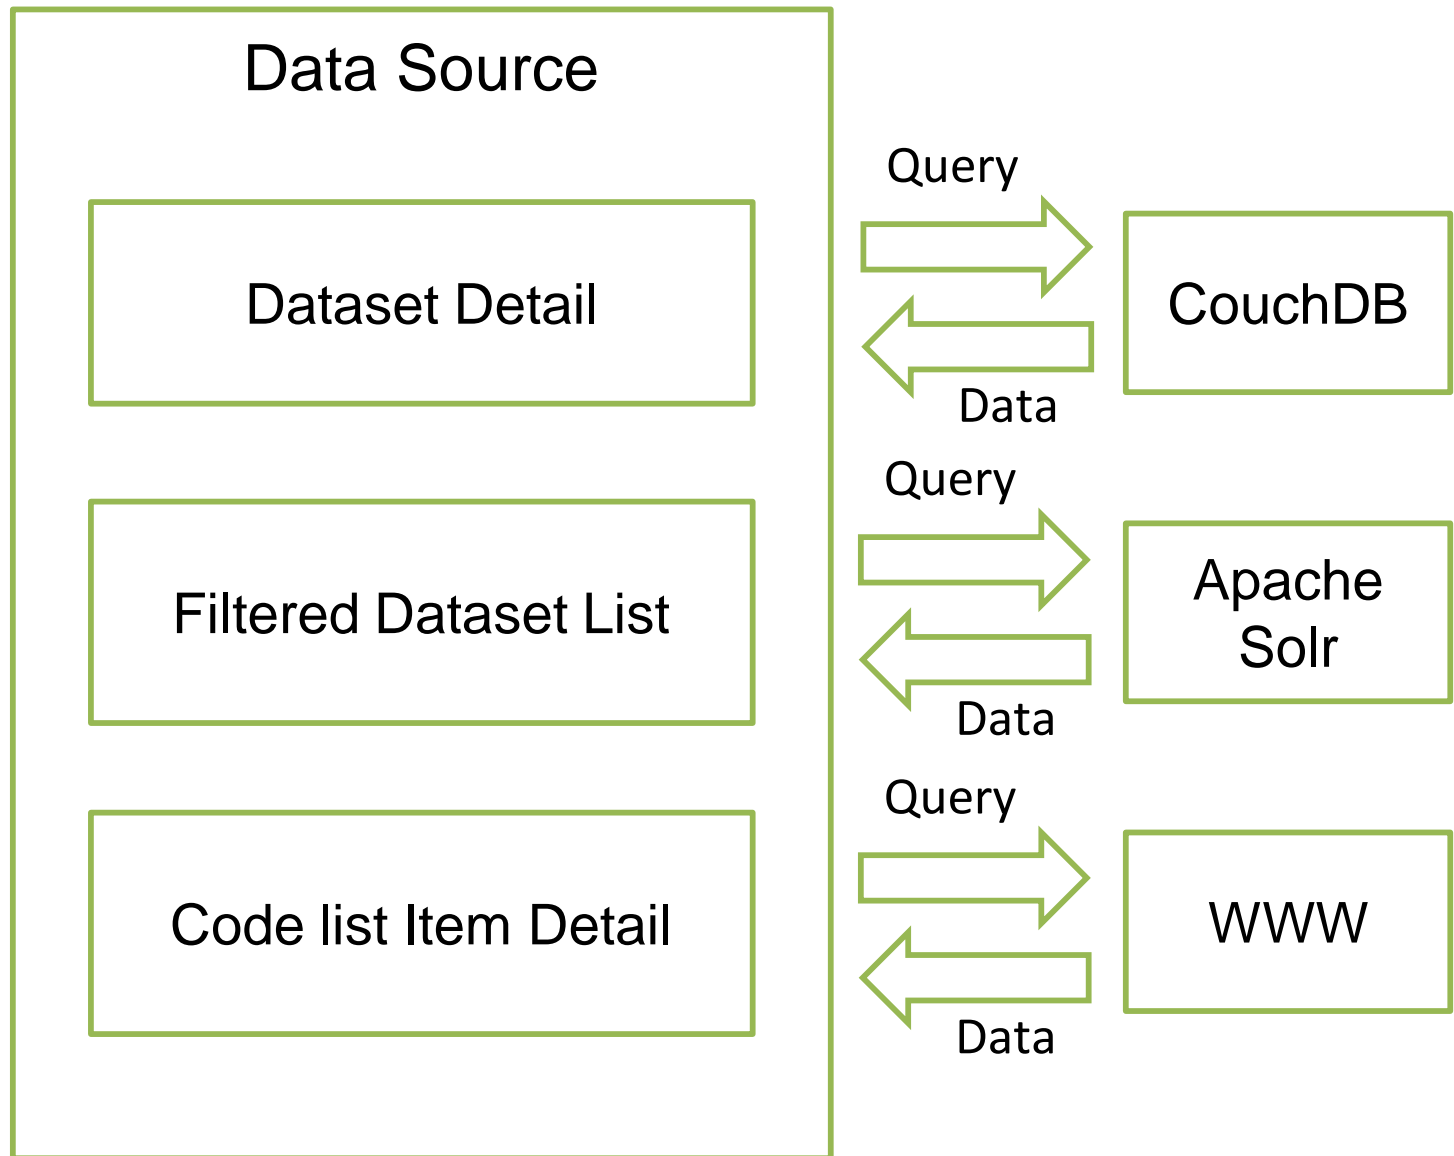 Data Source
Query
Dataset Detail
CouchDB
Data
Query
Filtered Dataset List
Apache
Solr
Data
Query
Code list Item Detail
WWW
Data